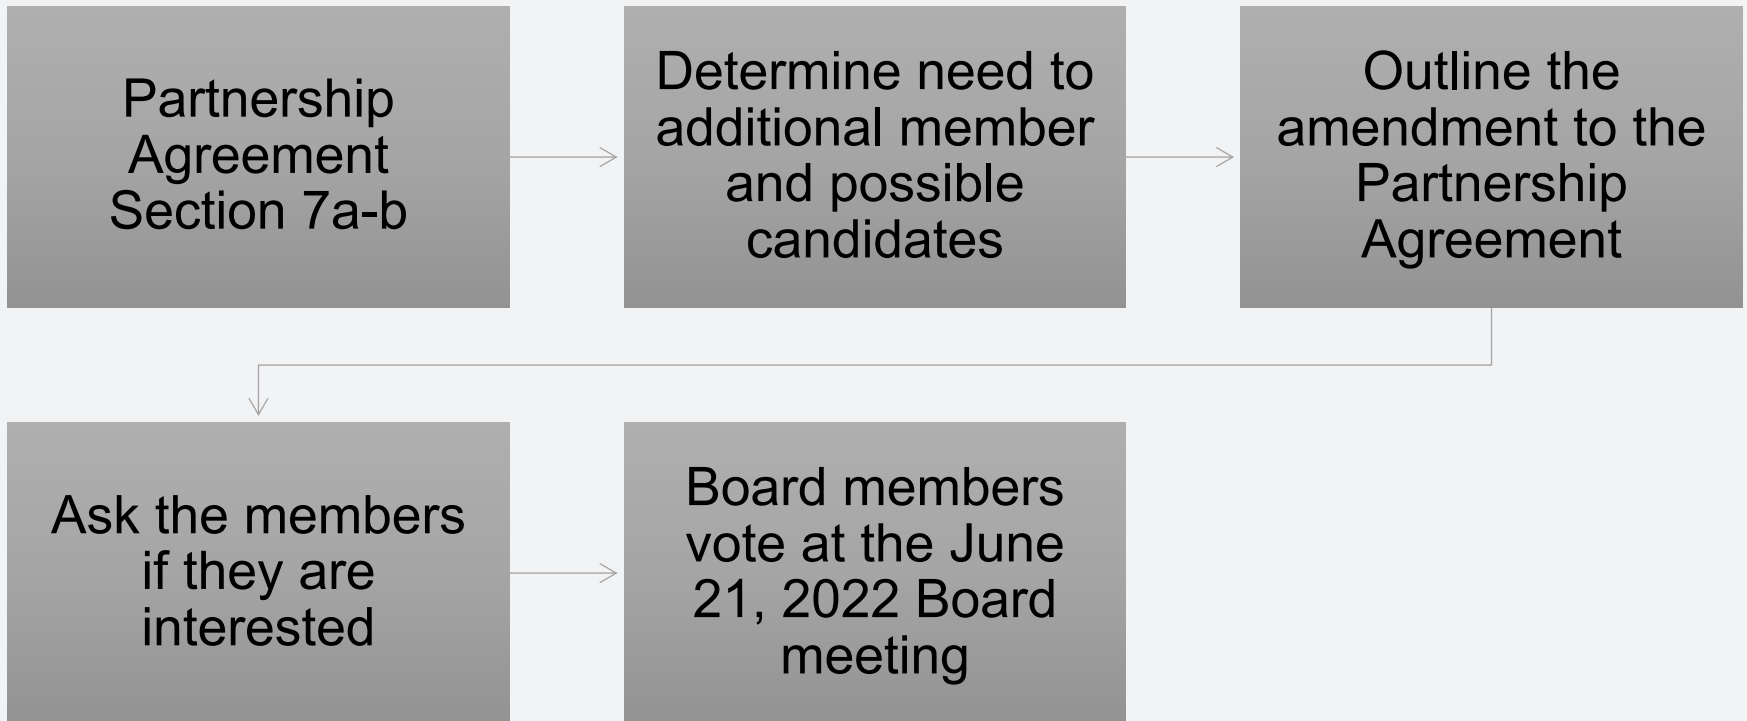 Partnership
Agreement
Section 7a-b
Determine need to
additional member
and possible
candidates
Outline the
amendment to the
Partnership
Agreement
Ask the members
if they are
interested
Board members
vote at the June
21, 2022 Board
meeting